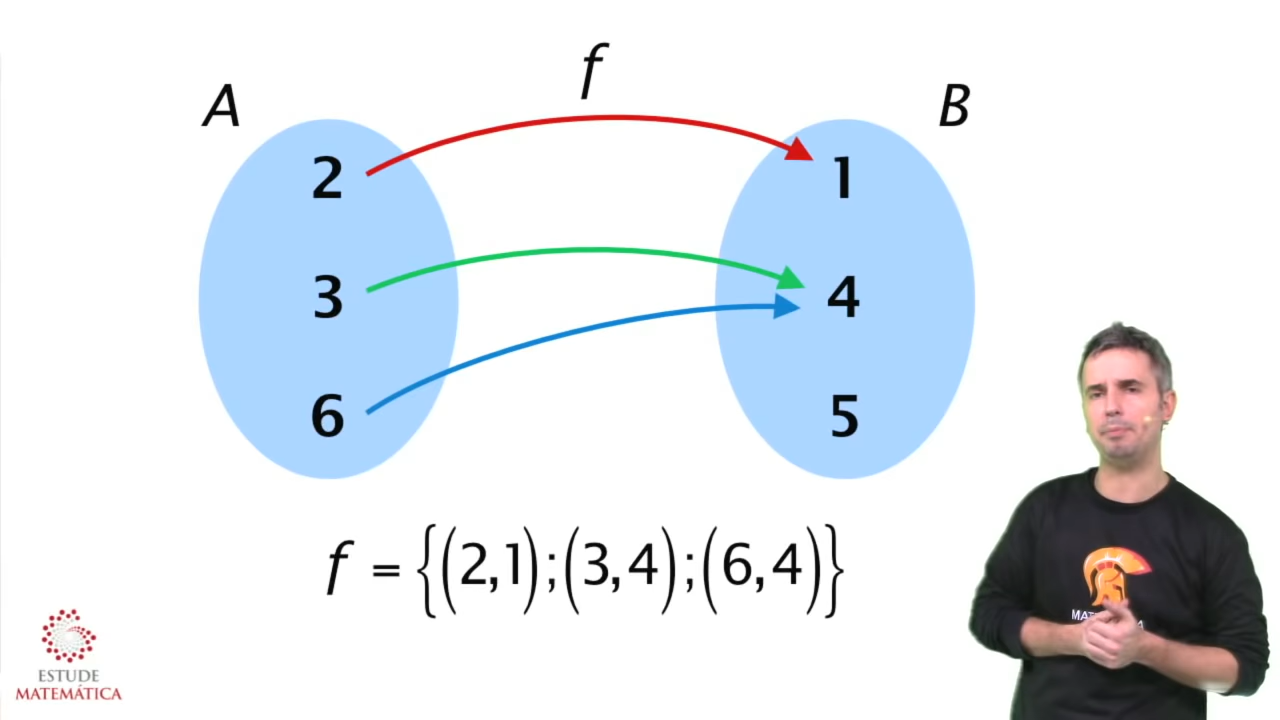 f
A B
2 1
3 4
6 5
f = {(2,1);(3,4);(6,4)}
ESTUDE
MATEMÁTICA